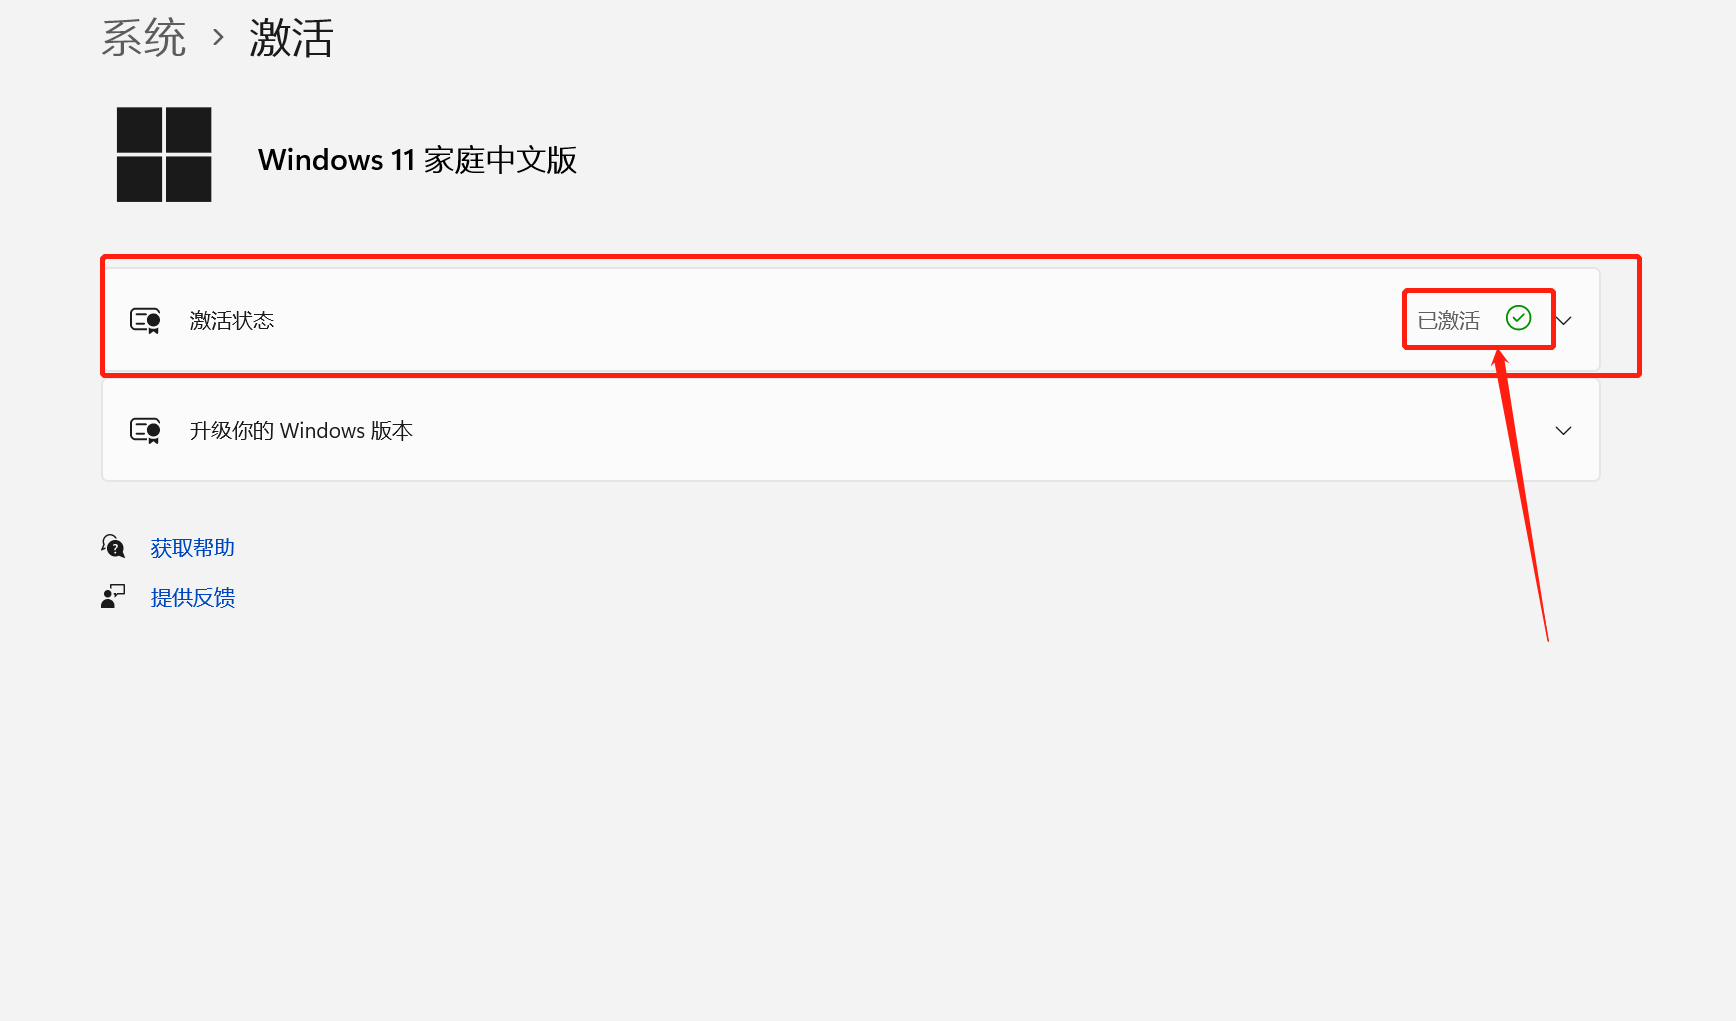 系统 > 激活
Windows 11 家庭中文版
激活状态 已激活
升级你的 Windows 版本
获取帮助
提供反馈